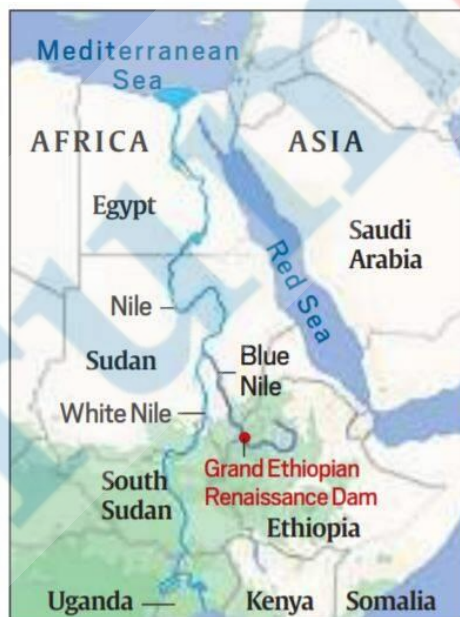 Mediterranean
Sea
AFRICA
ASIA
Egypt
Saudi
Arabia
Red Sea
Nile
Sudan
Blue
Nile
White Nile
Grand Ethiopian
Renaissance Dam
South
Sudan
Ethiopia
Uganda
Kenya
Somalia